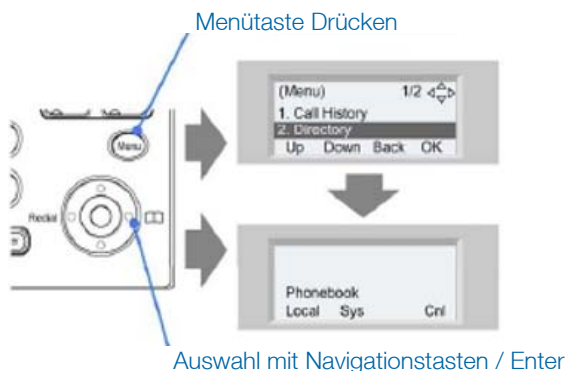 Menütaste Drücken
(Menu) 1/2
1. Call History
2. Directory
Up Down Back OK
Menu
Redial
Phonebook
Local Sys Cnl
Auswahl mit Navigationstasten / Enter